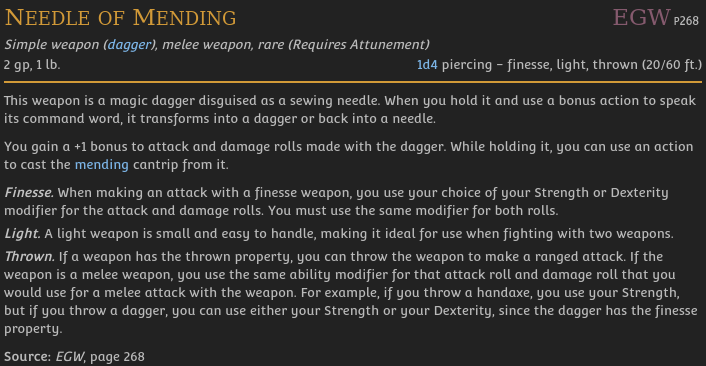 NEEDLE OF MENDING EGW P268
Simple weapon (dagger), melee weapon, rare (Requires Attunement)
2 gp, 1 lb. 1d4 piercing - finesse, light, thrown (20/60 ft.)
This weapon is a magic dagger disguised as a sewing needle. When you hold it and use a bonus action to speak
its command word, it transforms into a dagger or back into a needle.
You gain a +1 bonus to attack and damage rolls made with the dagger. While holding it, you can use an action
to cast the mending cantrip from it.
Finesse. When making an attack with a finesse weapon, you use your choice of your Strength or Dexterity
modifier for the attack and damage rolls. You must use the same modifier for both rolls.
Light. A light weapon is small and easy to handle, making it ideal for use when fighting with two weapons.
Thrown. If a weapon has the thrown property, you can throw the weapon to make a ranged attack. If the
weapon is a melee weapon, you use the same ability modifier for that attack roll and damage roll that you
would use for a melee attack with the weapon. For example, if you throw a handaxe, you use your Strength,
but if you throw a dagger, you can use either your Strength or your Dexterity, since the dagger has the finesse
property.
Source: EGW, page 268